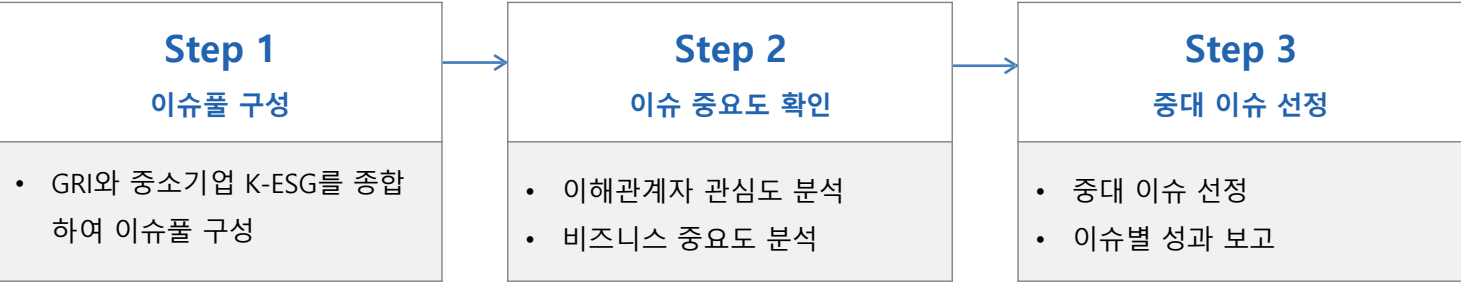 Step 1
이슈풀 구성
• GRI와 중소기업 K-ESG를 종합
하여 이슈풀 구성
Step 2
이슈 중요도 확인
• 이해관계자 관심도 분석
• 비즈니스 중요도 분석
Step 3
중대 이슈 선정
• 중대 이슈 선정
• 이슈별 성과 보고